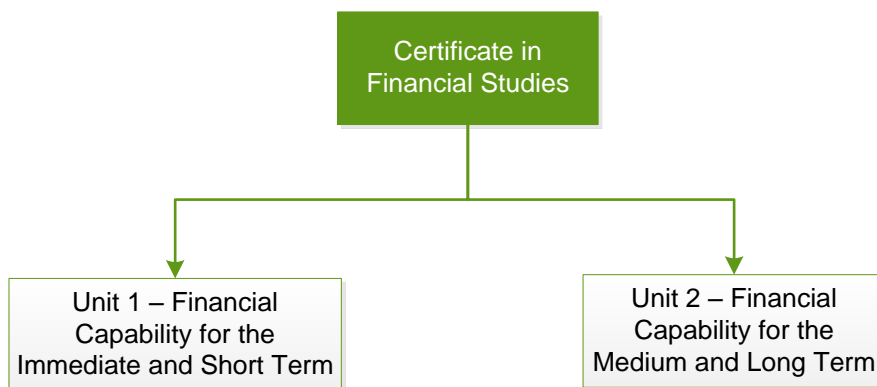 Certificate in
Financial Studies
Unit 1 – Financial
Capability for the
Immediate and Short Term
Unit 2 – Financial
Capability for the
Medium and Long Term